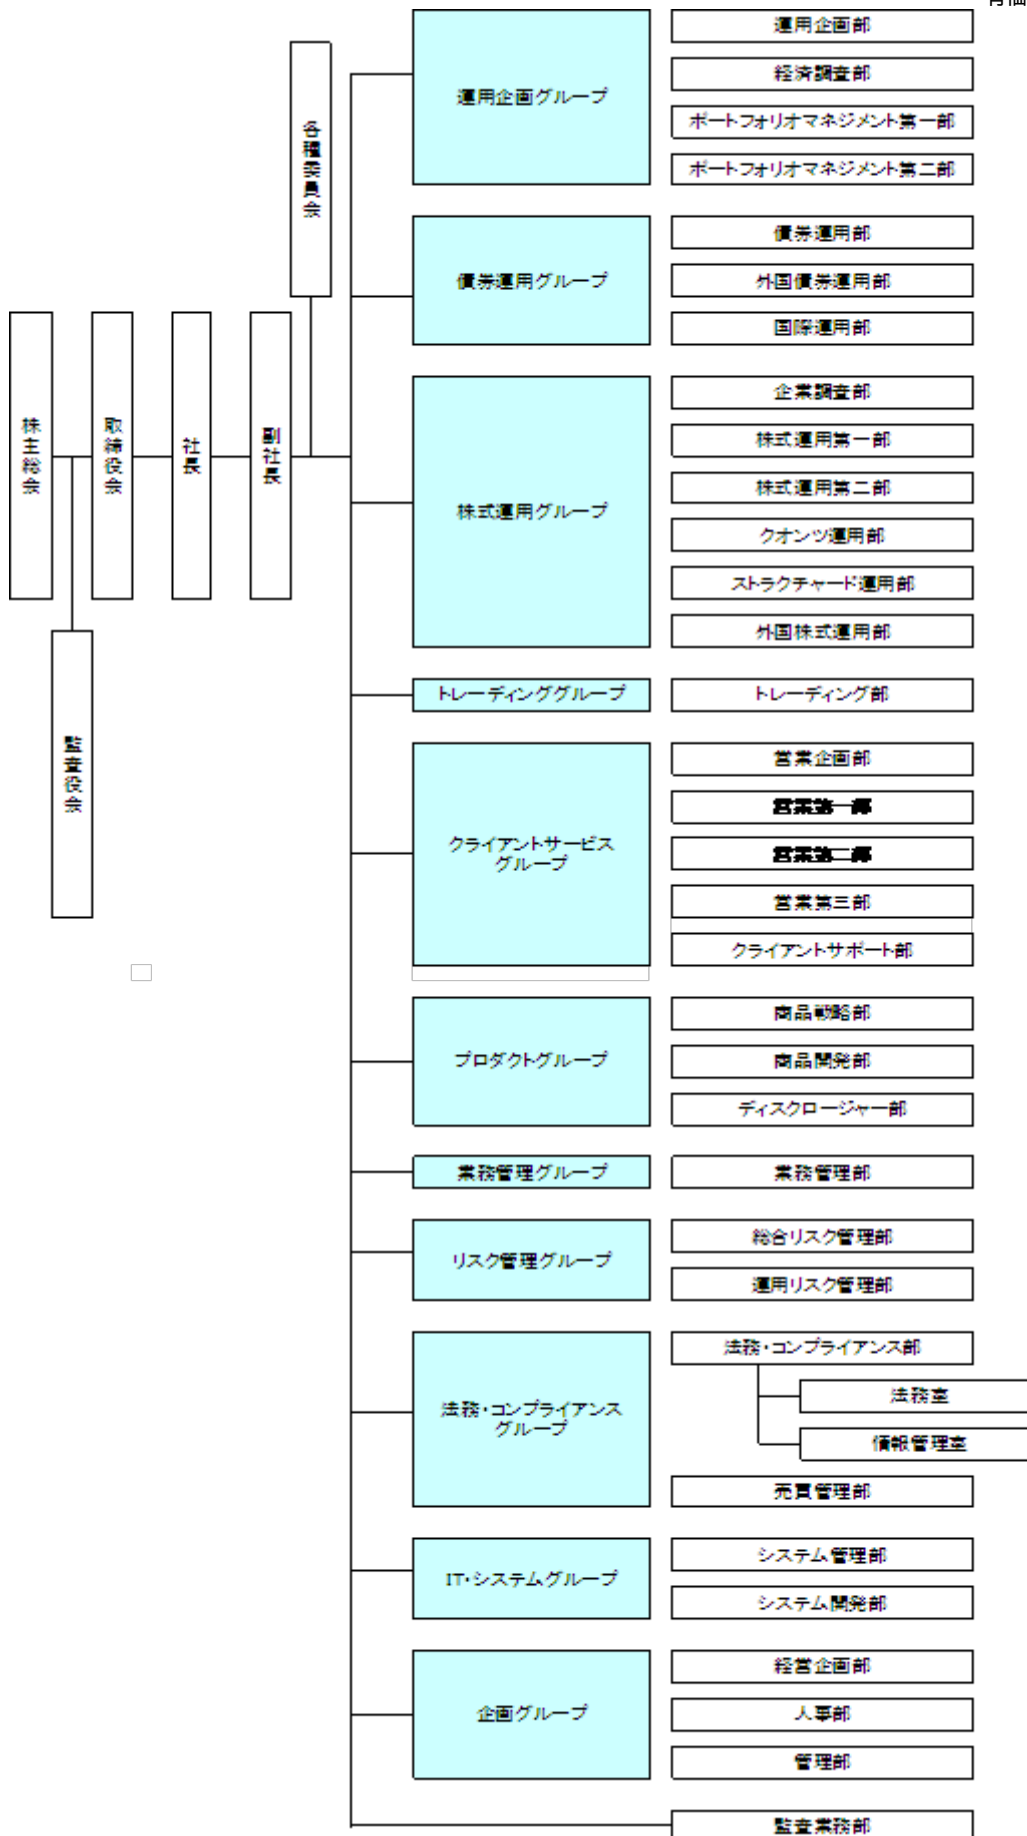 株主総会
取締役会
社長
副社長
各種委員会
監査役会
運用企画グループ
運用企画部
経済調査部
ポートフォリオマネジメント第一部
ポートフォリオマネジメント第二部
債券運用グループ
債券運用部
外国債券運用部
国際運用部
株式運用グループ
企業調査部
株式運用第一部
株式運用第二部
クオンツ運用部
ストラクチャード運用部
外国株式運用部
トレーディンググループ
トレーディング部
クライアントサービス
グループ
営業企画部
営業第一部
営業第二部
営業第三部
クライアントサポート部
プロダクトグループ
商品戦略部
商品開発部
ディスクロージャー部
業務管理グループ
業務管理部
リスク管理グループ
総合リスク管理部
運用リスク管理部
法務・コンプライアンス
グループ
法務・コンプライアンス部
法務室
情報管理室
売買管理部
IT・システムグループ
システム管理部
システム開発部
企画グループ
経営企画部
人事部
管理部
監査業務部